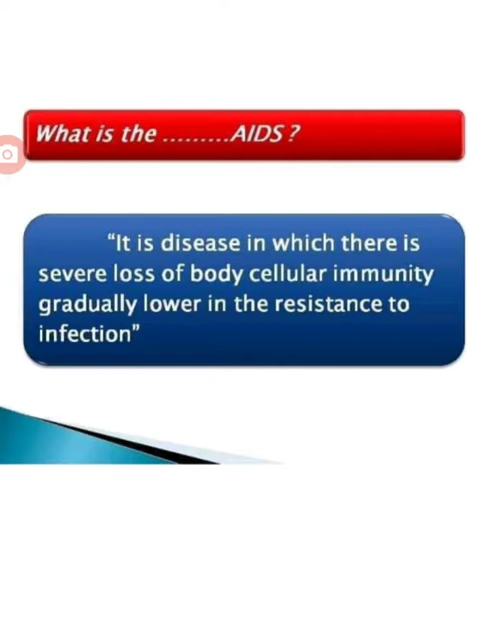 What is the .........AIDS ?
“It is disease in which there is
severe loss of body cellular immunity
gradually lower in the resistance to
infection”